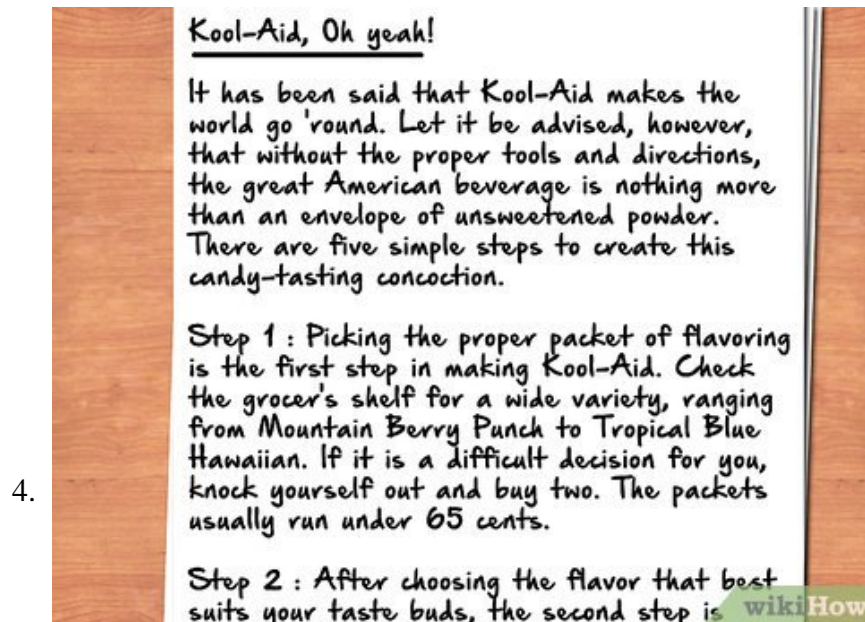 Kool-Aid, Oh yeah!
It has been said that Kool-Aid makes the
world go 'round. Let it be advised, however,
that without the proper tools and directions,
the great American beverage is nothing more
than an envelope of unsweetened powder.
There are five simple steps to create this
candy-tasting concoction.
Step 1 : Picking the proper packet of flavoring
is the first step in making Kool-Aid. Check
the grocer's shelf for a wide variety, ranging
from Mountain Berry Punch to Tropical Blue
Hawaiian. If it is a difficult decision for you,
4.
knock yourself out and buy two. The packets
usually run under 65 cents.
Step 2 : After choosing the flavor that best
suits your taste buds, the second step is
wikiHow